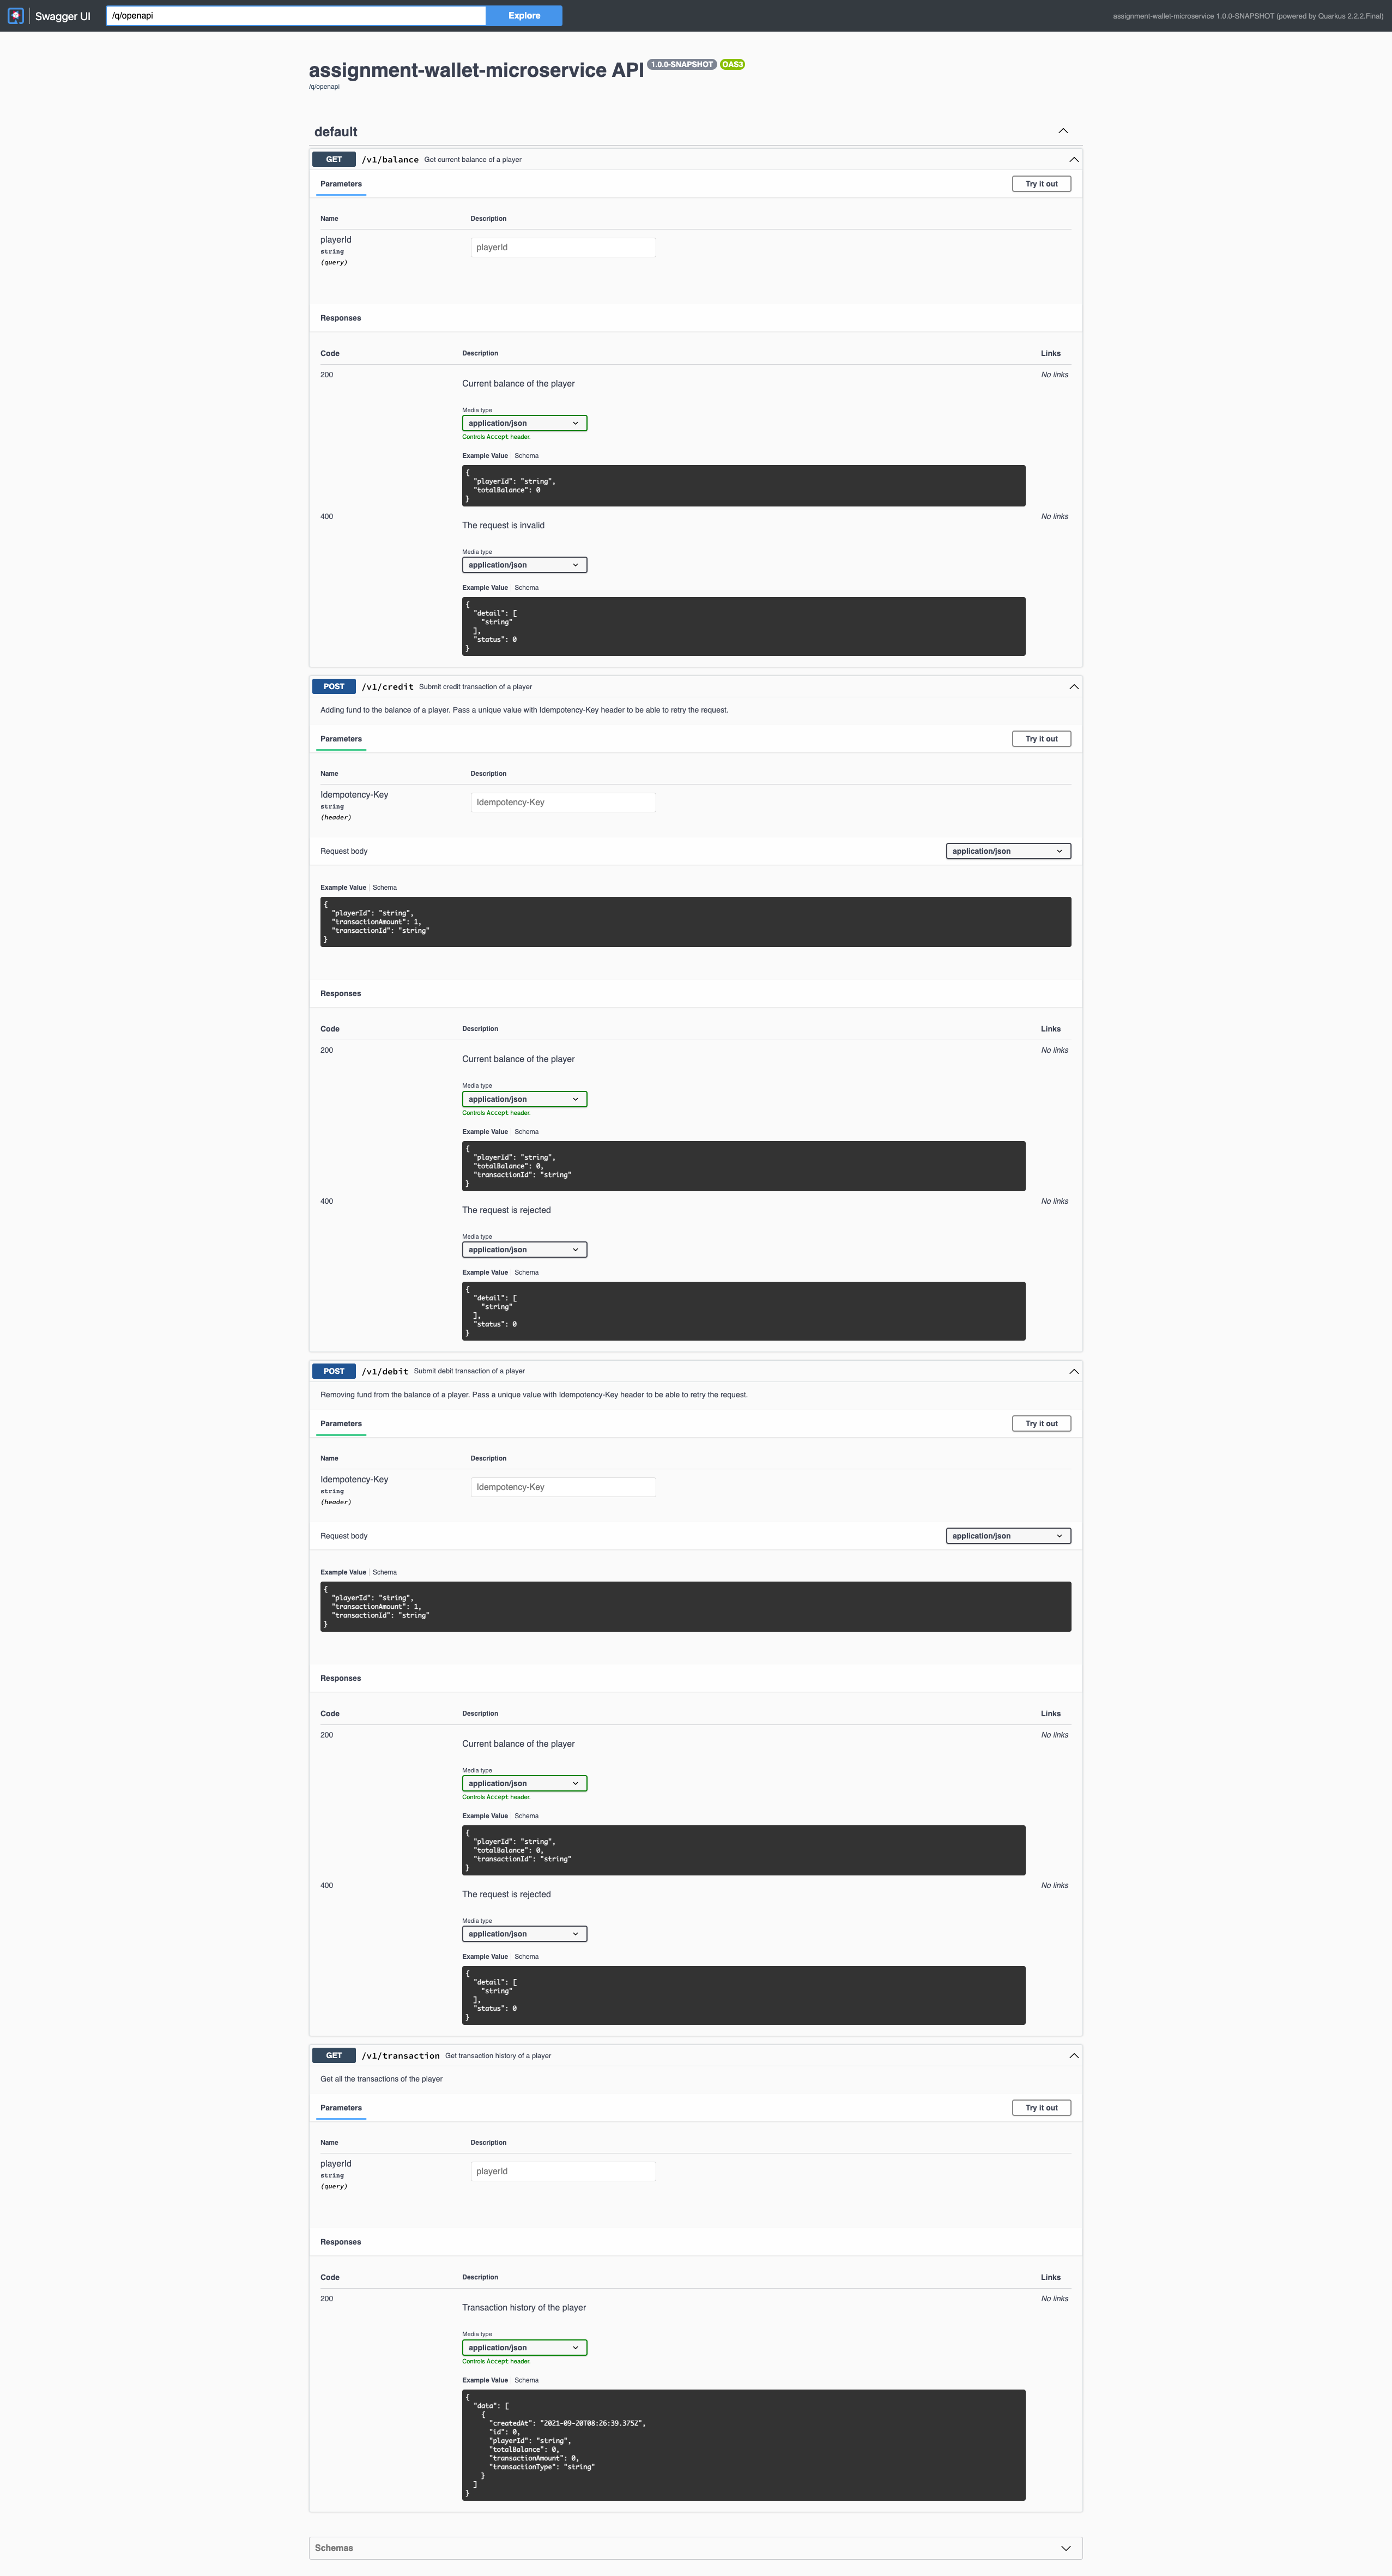 Swagger UI
/q/openapi
Explore
assignment-wallet-microservice 1.0.0-SNAPSHOT (powered by Quarkus 2.2.2.Final)
assignment-wallet-microservice API 1.0.0-SNAPSHOT OAS3
/q/openapi
default
GET /v1/balance Get current balance of a player
Parameters Try it out
Name Description
playerId playerId
string
(query)
Responses
Code Description Links
200 No links
Current balance of the player
Media type
application/json
Controls Accept header.
Example Value Schema
{
"playerId": "string",
"totalBalance": 0
}
400 No links
The request is invalid
Media type
application/json
Example Value Schema
{
"detail": [
"string"
],
"status": 0
}
POST /v1/credit Submit credit transaction of a player
Adding fund to the balance of a player. Pass a unique value with Idempotency-Key header to be able to retry the request.
Parameters Try it out
Name Description
Idempotency-Key Idempotency-Key
string
(header)
Request body application/json
Example Value Schema
{
"playerId": "string",
"transactionAmount": 1,
"transactionId": "string"
}
Responses
Code Description Links
200 No links
Current balance of the player
Media type
application/json
Controls Accept header.
Example Value Schema
{
"playerId": "string",
"totalBalance": 0,
"transactionId": "string"
}
400 No links
The request is rejected
Media type
application/json
Example Value Schema
{
"detail": [
"string"
],
"status": 0
}
POST /v1/debit Submit debit transaction of a player
Removing fund from the balance of a player. Pass a unique value with Idempotency-Key header to be able to retry the request.
Parameters Try it out
Name Description
Idempotency-Key Idempotency-Key
string
(header)
Request body application/json
Example Value Schema
{
"playerId": "string",
"transactionAmount": 1,
"transactionId": "string"
}
Responses
Code Description Links
200 No links
Current balance of the player
Media type
application/json
Controls Accept header.
Example Value Schema
{
"playerId": "string",
"totalBalance": 0,
"transactionId": "string"
}
400 No links
The request is rejected
Media type
application/json
Example Value Schema
{
"detail": [
"string"
],
"status": 0
}
GET /v1/transaction Get transaction history of a player
Get all the transactions of the player
Parameters Try it out
Name Description
playerId playerId
string
(query)
Responses
Code Description Links
200 No links
Transaction history of the player
Media type
application/json
Controls Accept header.
Example Value Schema
{
"data": [
{
"createdAt": "2021-09-20T08:26:39.375Z",
"id": 0,
"playerId": "string",
"totalBalance": 0,
"transactionAmount": 0,
"transactionType": "string"
}
]
}
Schemas